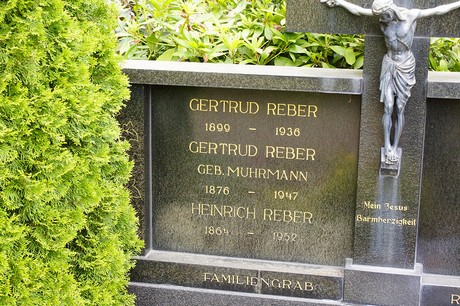 GERTRUD REBER
1899 - 1936
GERTRUD REBER
GEB. MUHRMANN
1876 - 1947
HEINRICH REBER
1864 - 1952
Mein Jesus
Barmherzigkeit
FAMILIENGRAB